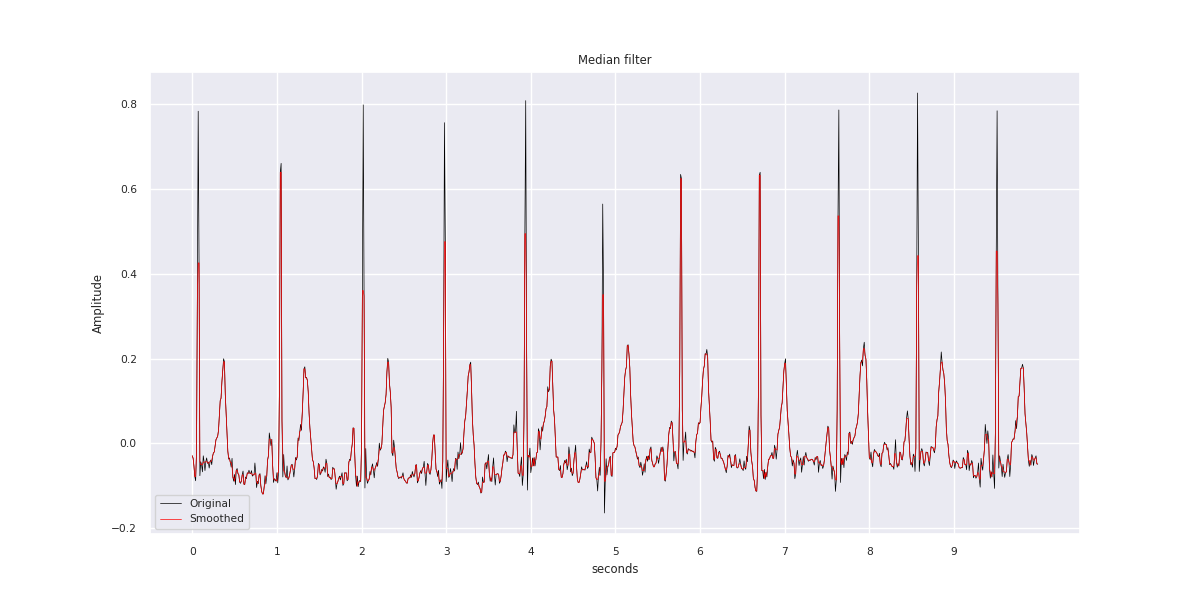 Median filter
0.8
0.6
0.4
0.2
0.0
−0.2
Amplitude
Original
Smoothed
0 1 2 3 4 5 6 7 8 9
seconds